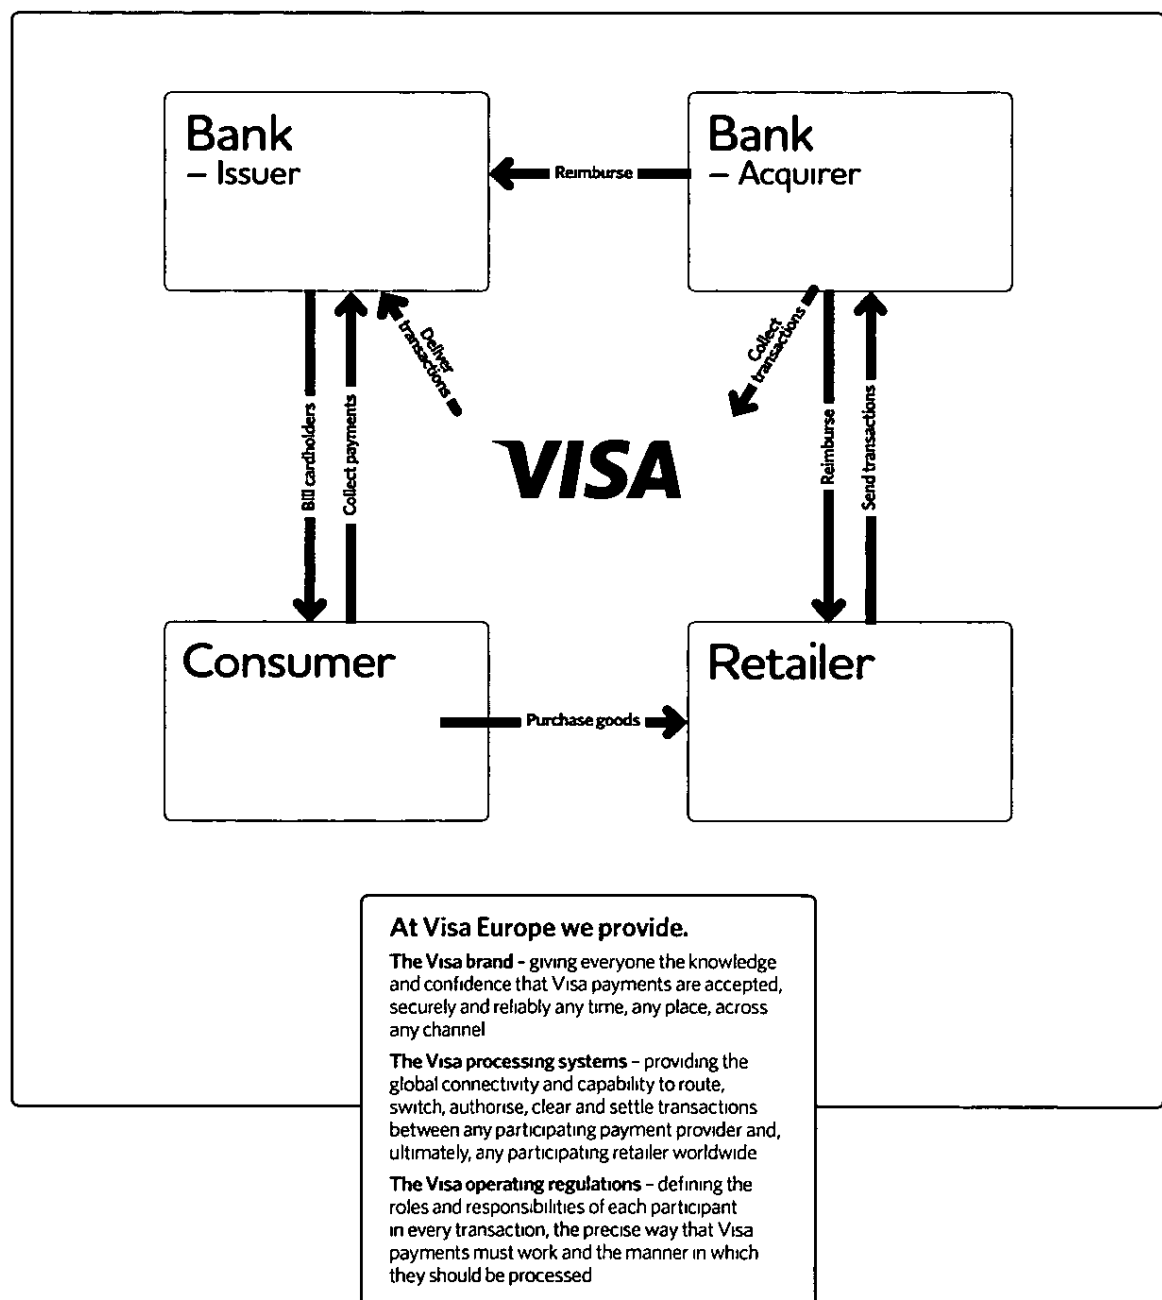 Bank
– Issuer
Bank
– Acquirer
Reimburse
Deliver
transactions
Collect
transactions
Bill cardholders
Collect payments
VISA
Reimburse
Send transactions
Consumer
Retailer
Purchase goods
At Visa Europe we provide.
The Visa brand – giving everyone the knowledge
and confidence that Visa payments are accepted,
securely and reliably any time, any place, across
any channel
The Visa processing systems – providing the
global connectivity and capability to route,
switch, authorise, clear and settle transactions
between any participating payment provider and,
ultimately, any participating retailer worldwide
The Visa operating regulations – defining the
roles and responsibilities of each participant
in every transaction, the precise way that Visa
payments must work and the manner in which
they should be processed